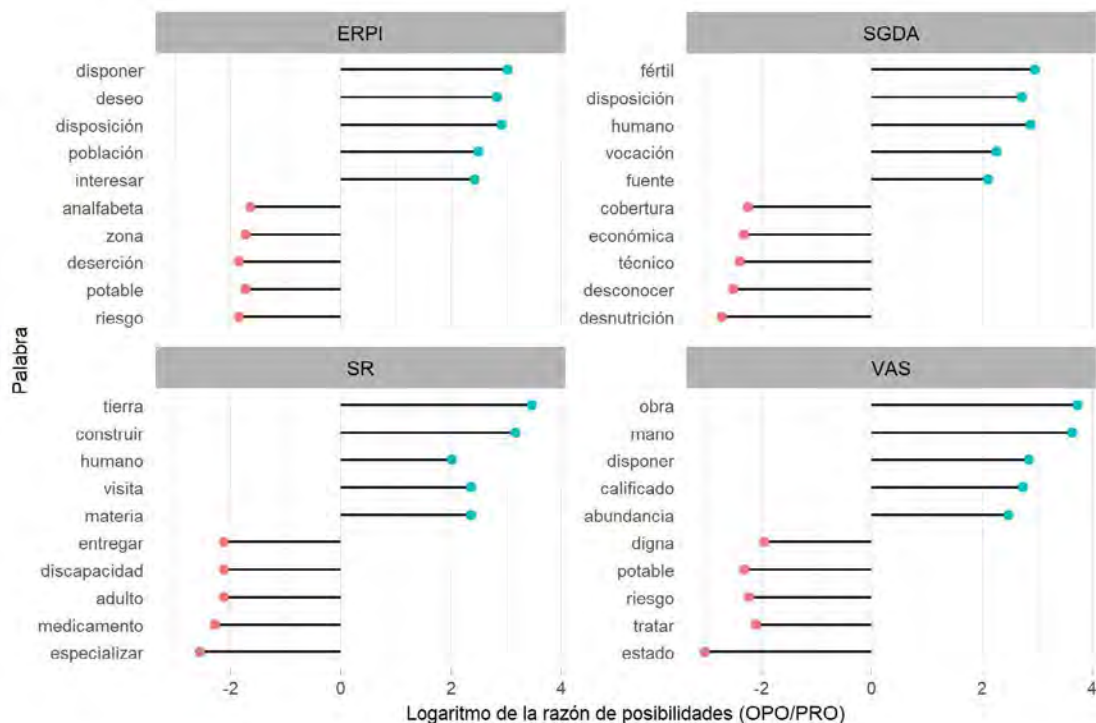 ERPI
disponer
deseo
disposición
población
interesar
analfabeta
zona
deserción
potable
riesgo
SGDA
fértil
disposición
humano
vocación
fuente
cobertura
económica
técnico
desconocer
desnutrición
Palabra
SR
tierra
construir
humano
visita
materia
entregar
discapacidad
adulto
medicamento
especializar
-2 0 2 4
VAS
obra
mano
disponer
calificado
abundancia
digna
potable
riesgo
tratar
estado
-2 0 2 4
Logaritmo de la razón de posibilidades (OPO/PRO)